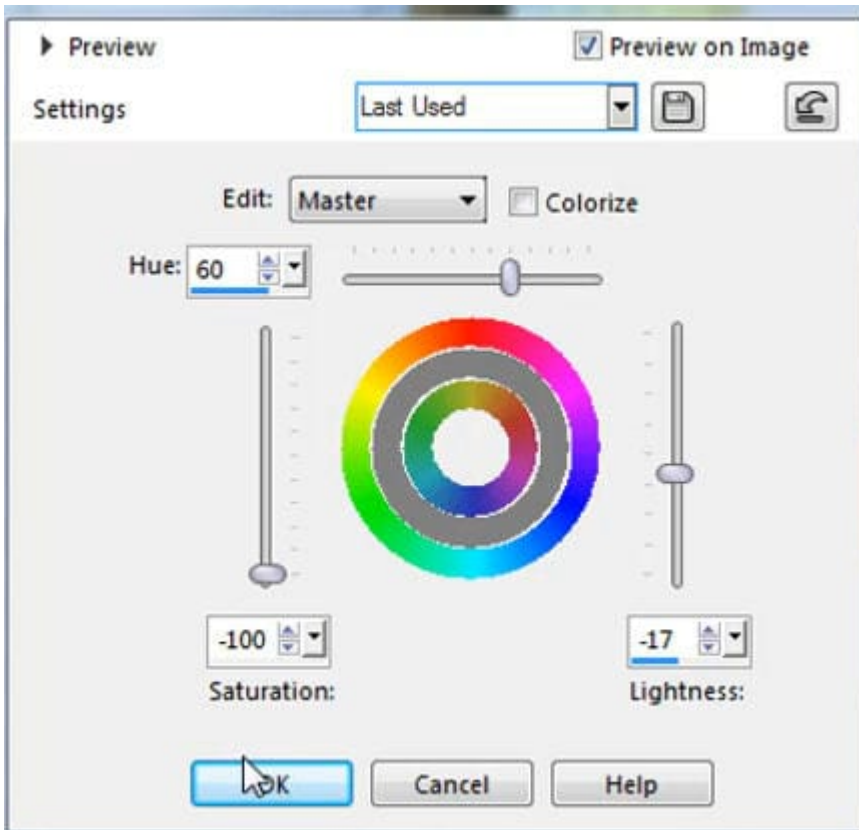 Preview
Preview on Image
Settings
Last Used
Edit: Master
Colorize
Hue: 60
-100
-17
Saturation:
Lightness:
OK
Cancel
Help